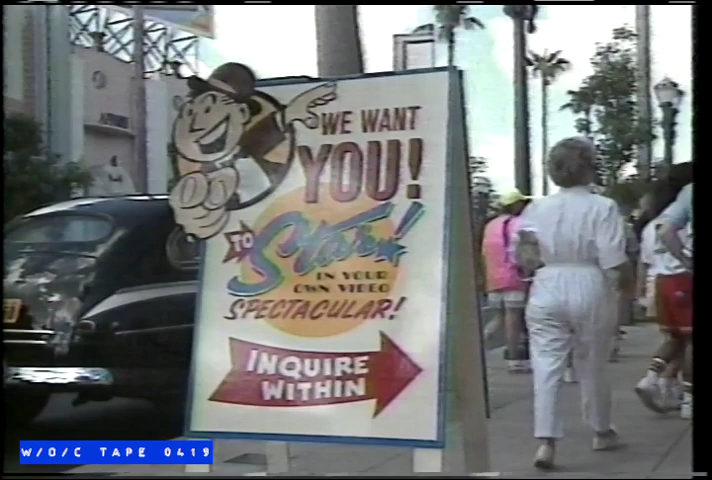 WE WANT
YOU!
TO Star!
IN YOUR
OWN VIDEO
SPECTACULAR!
INQUIRE
WITHIN
W/O/C TAPE 0419